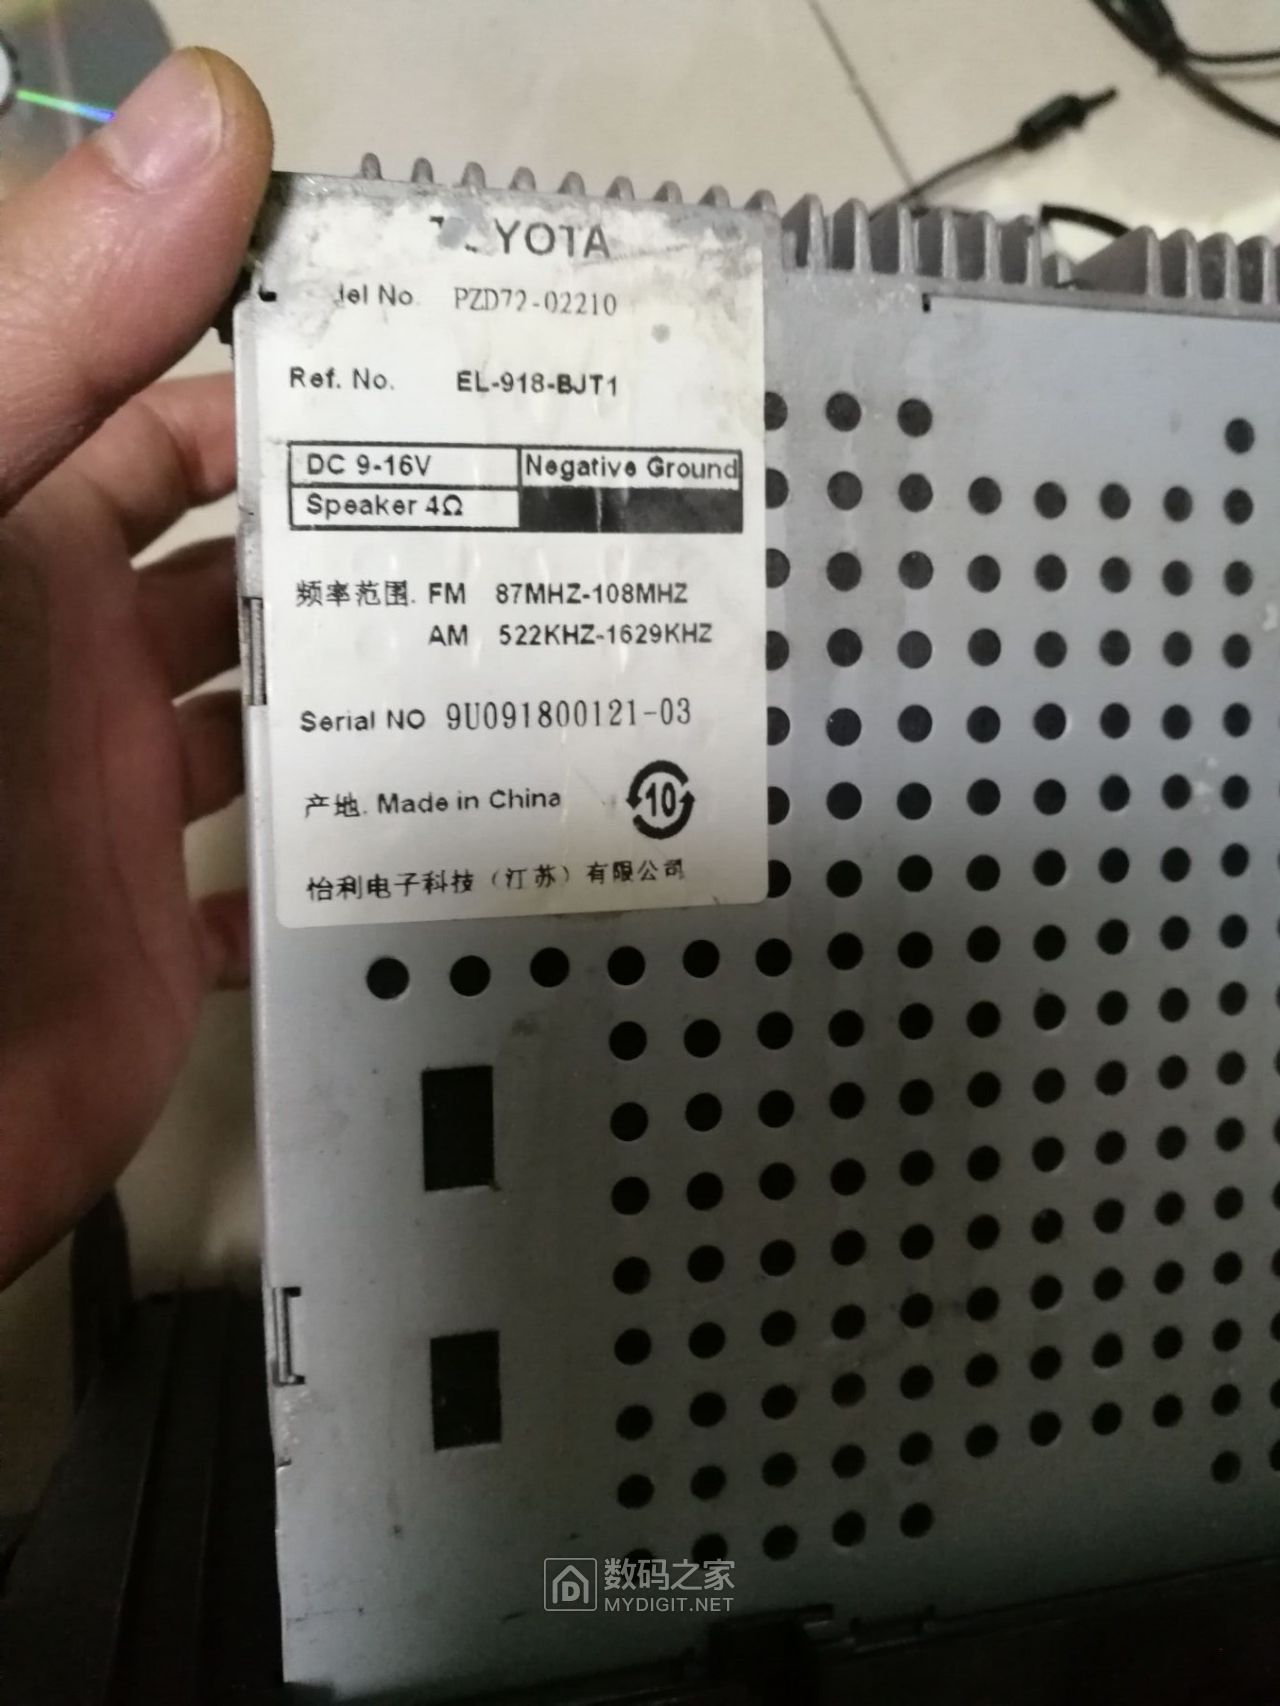 YOTA
del No. PZD72-02210
Ref. No. EL-918-BJT1
DC 9-16V Negative Ground
Speaker 4Ω
频率范围. FM 87MHZ-108MHZ
AM 522KHZ-1629KHZ
Serial NO 9U091800121-03
产地. Made in China 10
怡利电子科技（江苏）有限公司
数码之家
MYDIGIT.NET